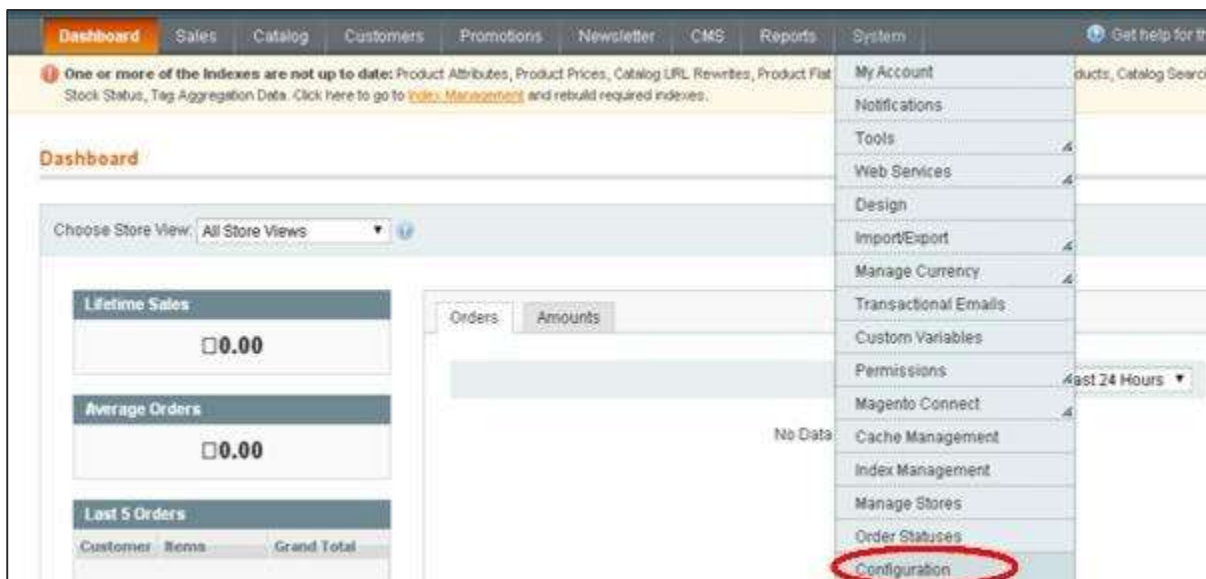 Dashboard Sales Catalog Customers Promotions Newsletter CMS Reports System Get help for th
One or more of the Indexes are not up to date: Product Attributes, Product Prices, Catalog URL Rewrites, Product Flat
ducts, Catalog Searc
Stock Status, Tag Aggregation Data. Click here to go to Index Management and rebuild required indexes.
My Account
Notifications
Tools
Web Services
Design
Import/Export
Manage Currency
Transactional Emails
Custom Variables
Permissions
Magento Connect
Cache Management
Index Management
Manage Stores
Order Statuses
Configuration
Dashboard
Choose Store View: All Store Views
Lifetime Sales
0.00
Average Orders
0.00
Last 5 Orders
Customer Items Grand Total
Orders Amounts
ast 24 Hours
No Data